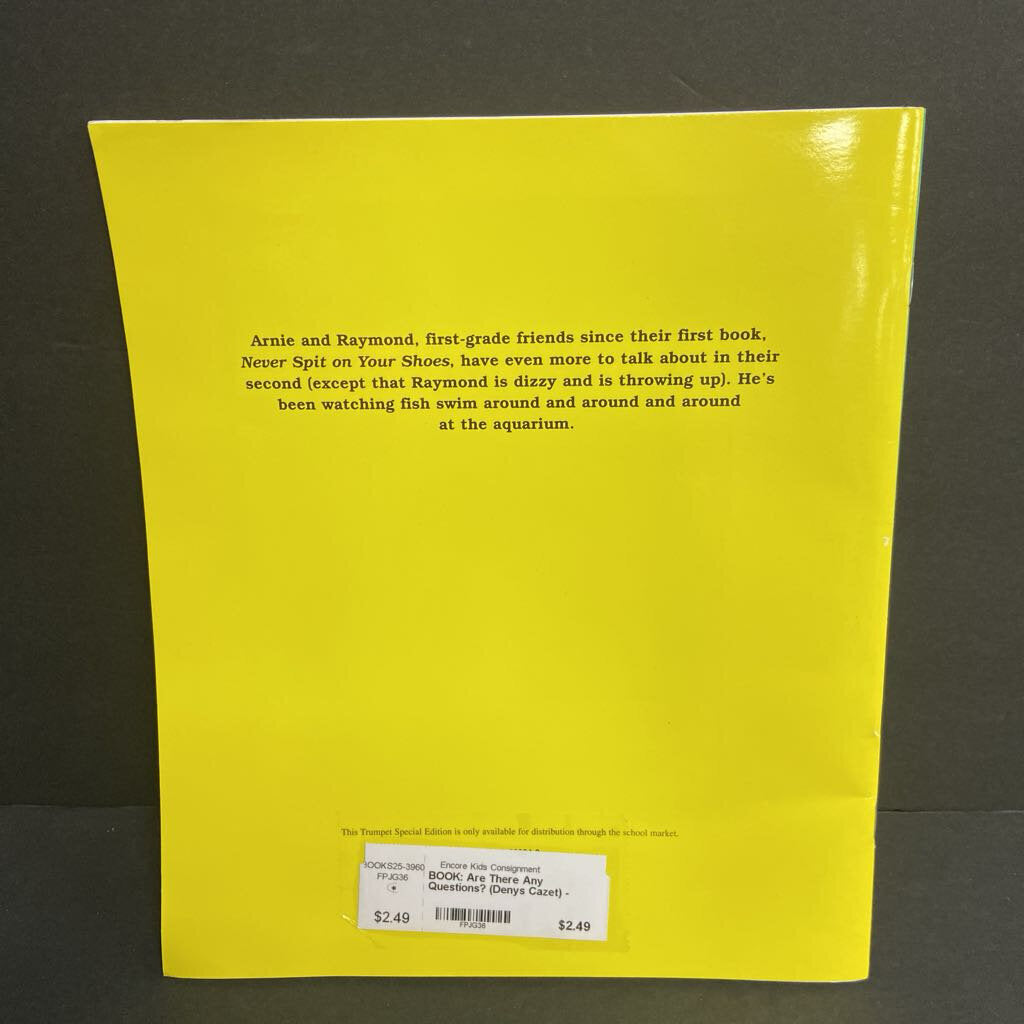 Arnie and Raymond, first-grade friends since their first book,
Never Spit on Your Shoes, have even more to talk about in their
second (except that Raymond is dizzy and is throwing up). He's
been watching fish swim around and around and around
at the aquarium.
This Trumpet Special Edition is only available for distribution through the school market.
BOOKS25-3960
FPJG36
$2.49
Encore Kids Consignment
BOOK: Are There Any
Questions? (Denys Cazet) -
FPJG36
$2.49